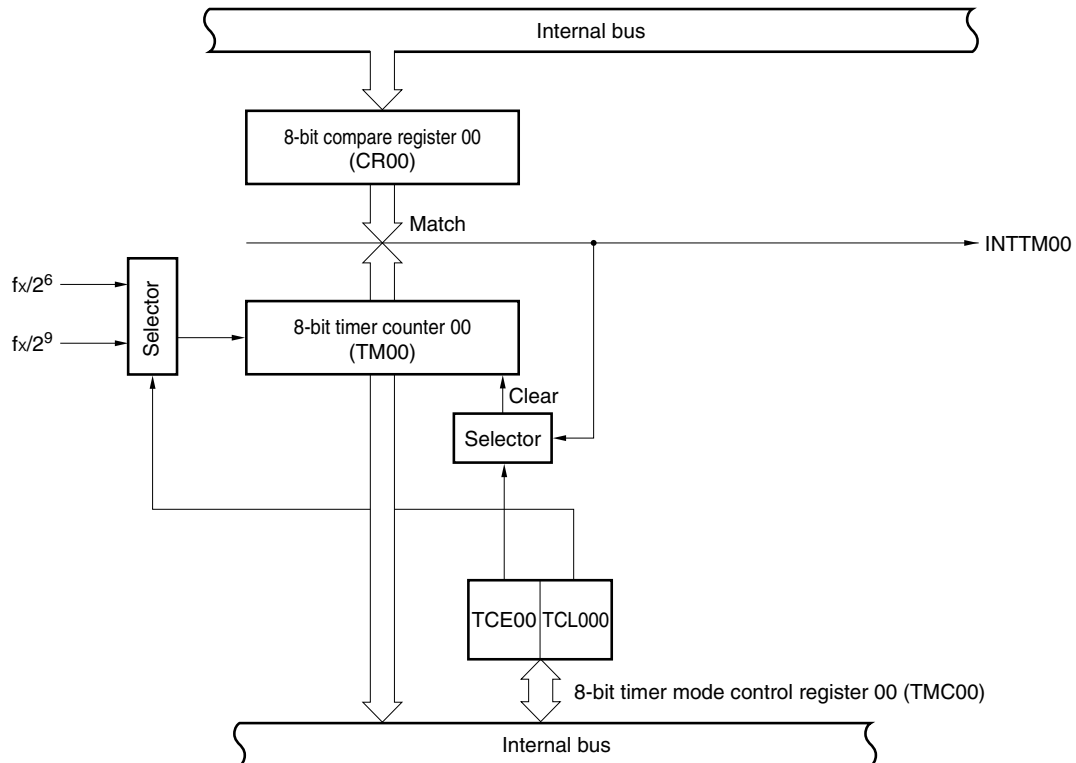 Internal bus
8-bit compare register 00
(CR00)
Match
INTTM00
fx/2⁶
Selector
fx/2⁹
8-bit timer counter 00
(TM00)
Clear
Selector
TCE00 TCL000
8-bit timer mode control register 00 (TMC00)
Internal bus